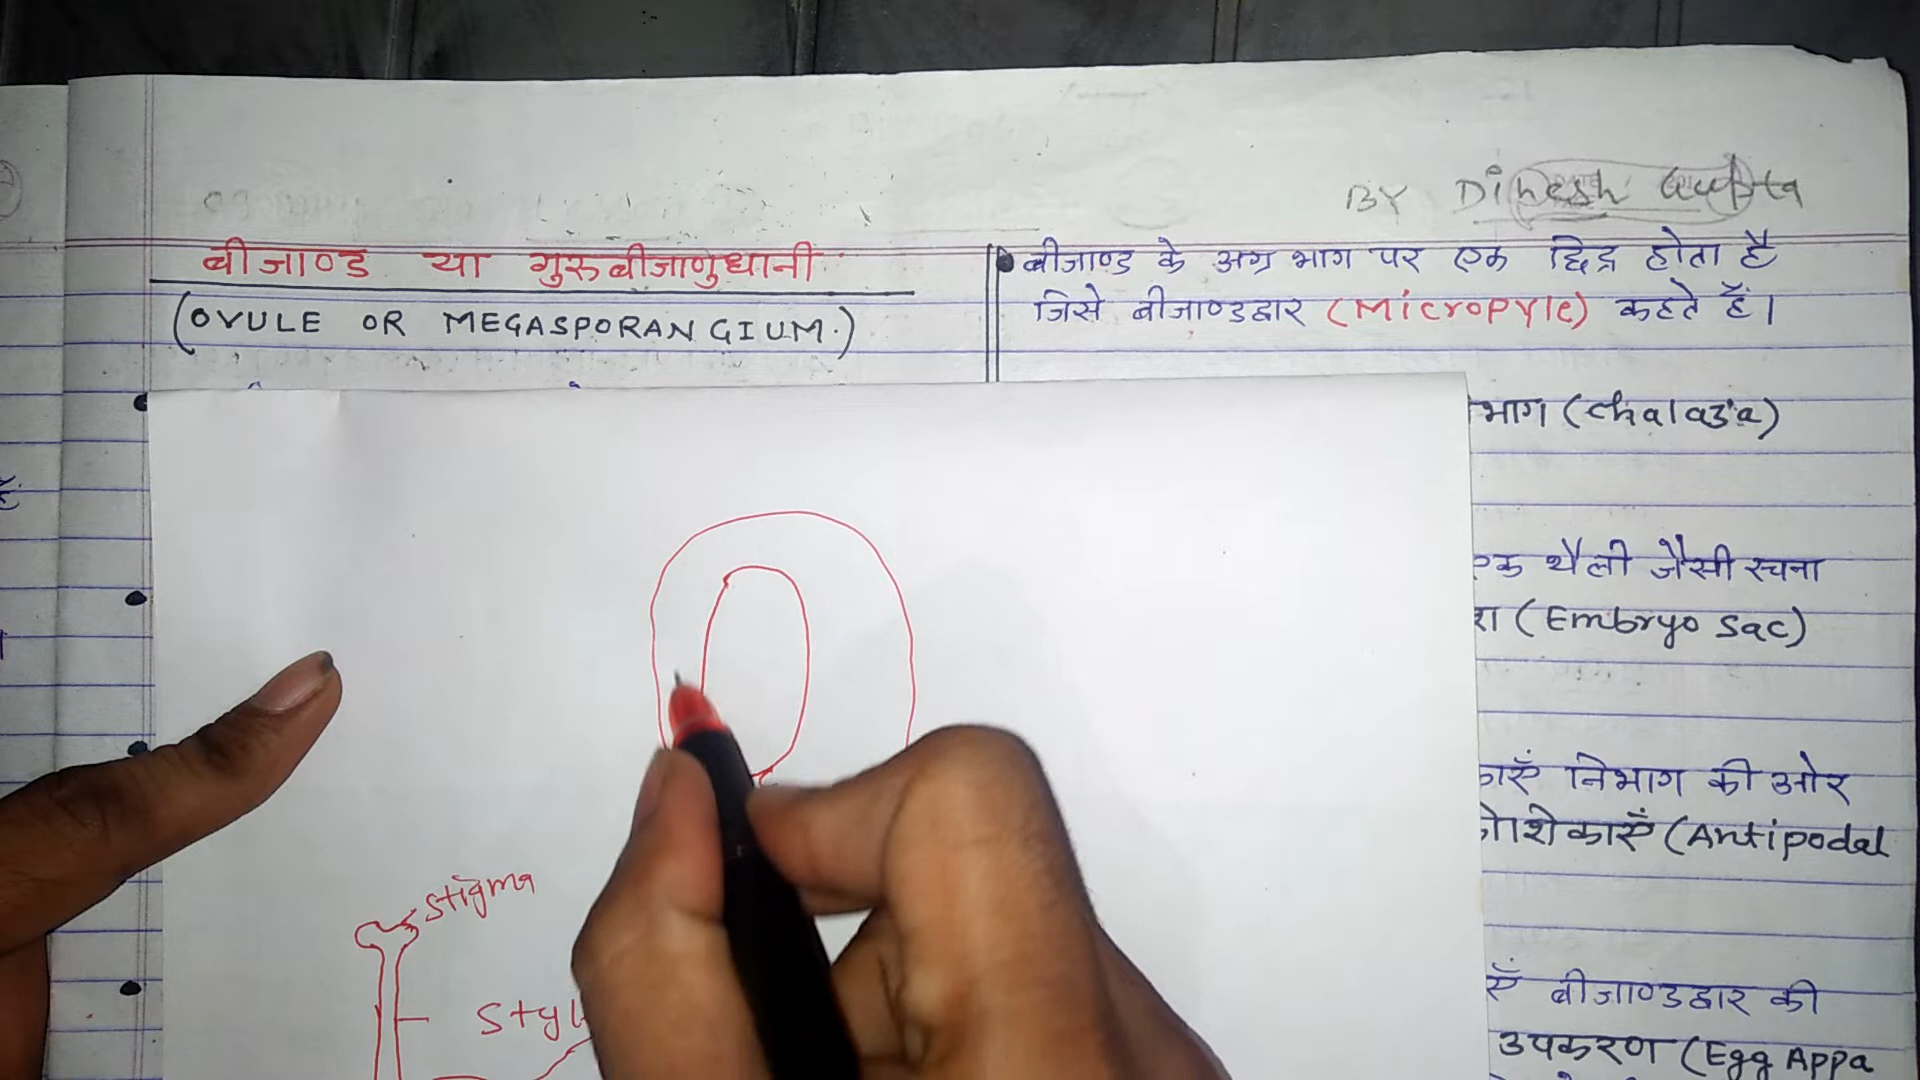 BY Dinesh Gupta
बीजाण्ड या गुरुबीजाणुधानी
(OVULE OR MEGASPORANGIUM.)
बीजाण्ड के अग्र भाग पर एक छिद्र होता है
जिसे बीजाण्डद्वार (Micropyle) कहते हैं।
भाग (chalaza)
एक थैली जैसी रचना
(Embryo sac)
निभाग की ओर
(Antipodal
बीजाण्डद्वार की
उपकरण (Egg Appa
stigma